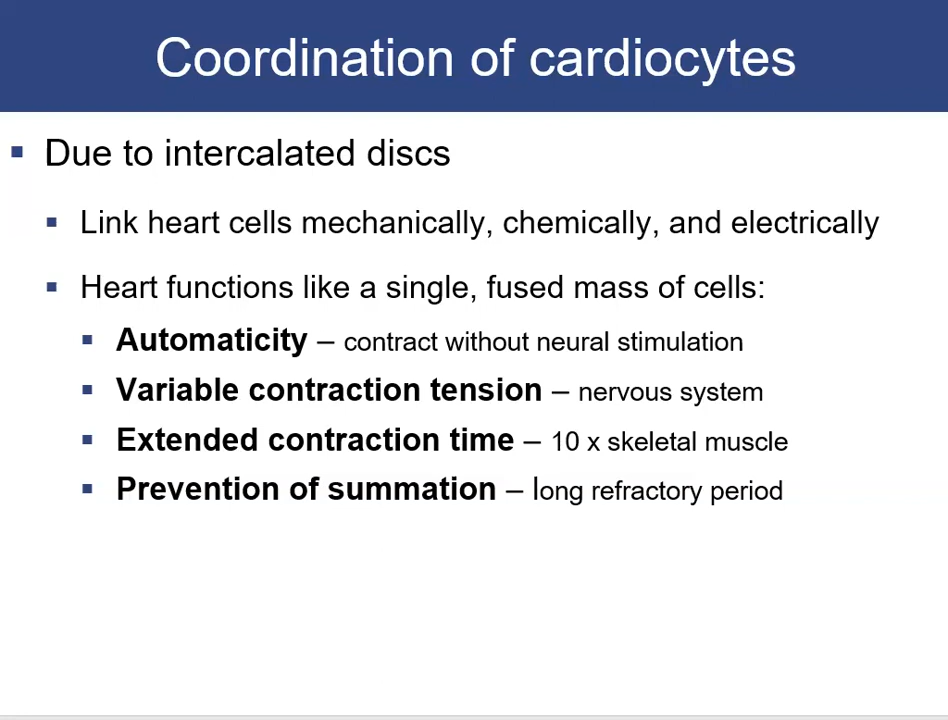 Coordination of cardiocytes
▪ Due to intercalated discs
▪ Link heart cells mechanically, chemically, and electrically
▪ Heart functions like a single, fused mass of cells:
▪ Automaticity – contract without neural stimulation
▪ Variable contraction tension – nervous system
▪ Extended contraction time – 10 x skeletal muscle
▪ Prevention of summation – long refractory period